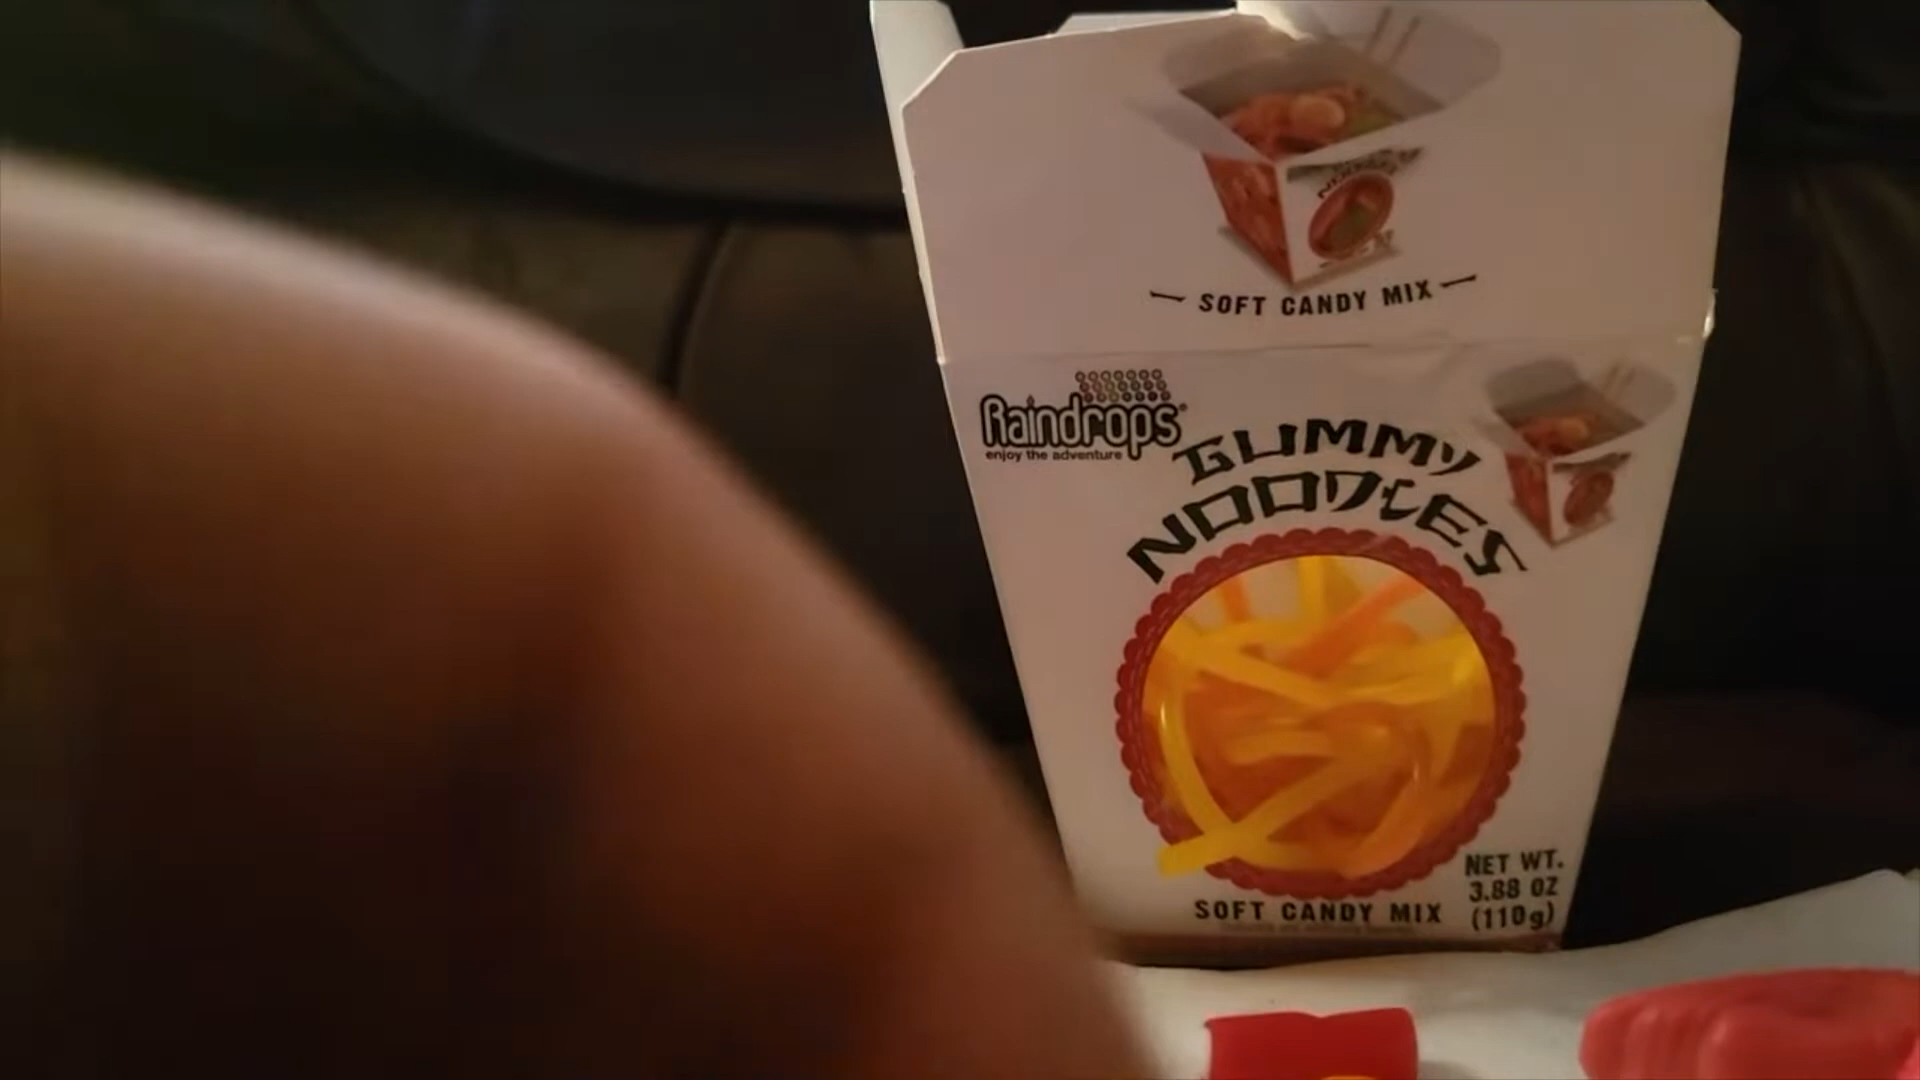 SOFT CANDY MIX
Raindrops
enjoy the adventure
GUMMY
NOODLES
NET WT.
3.88 OZ
(110g)
SOFT CANDY MIX